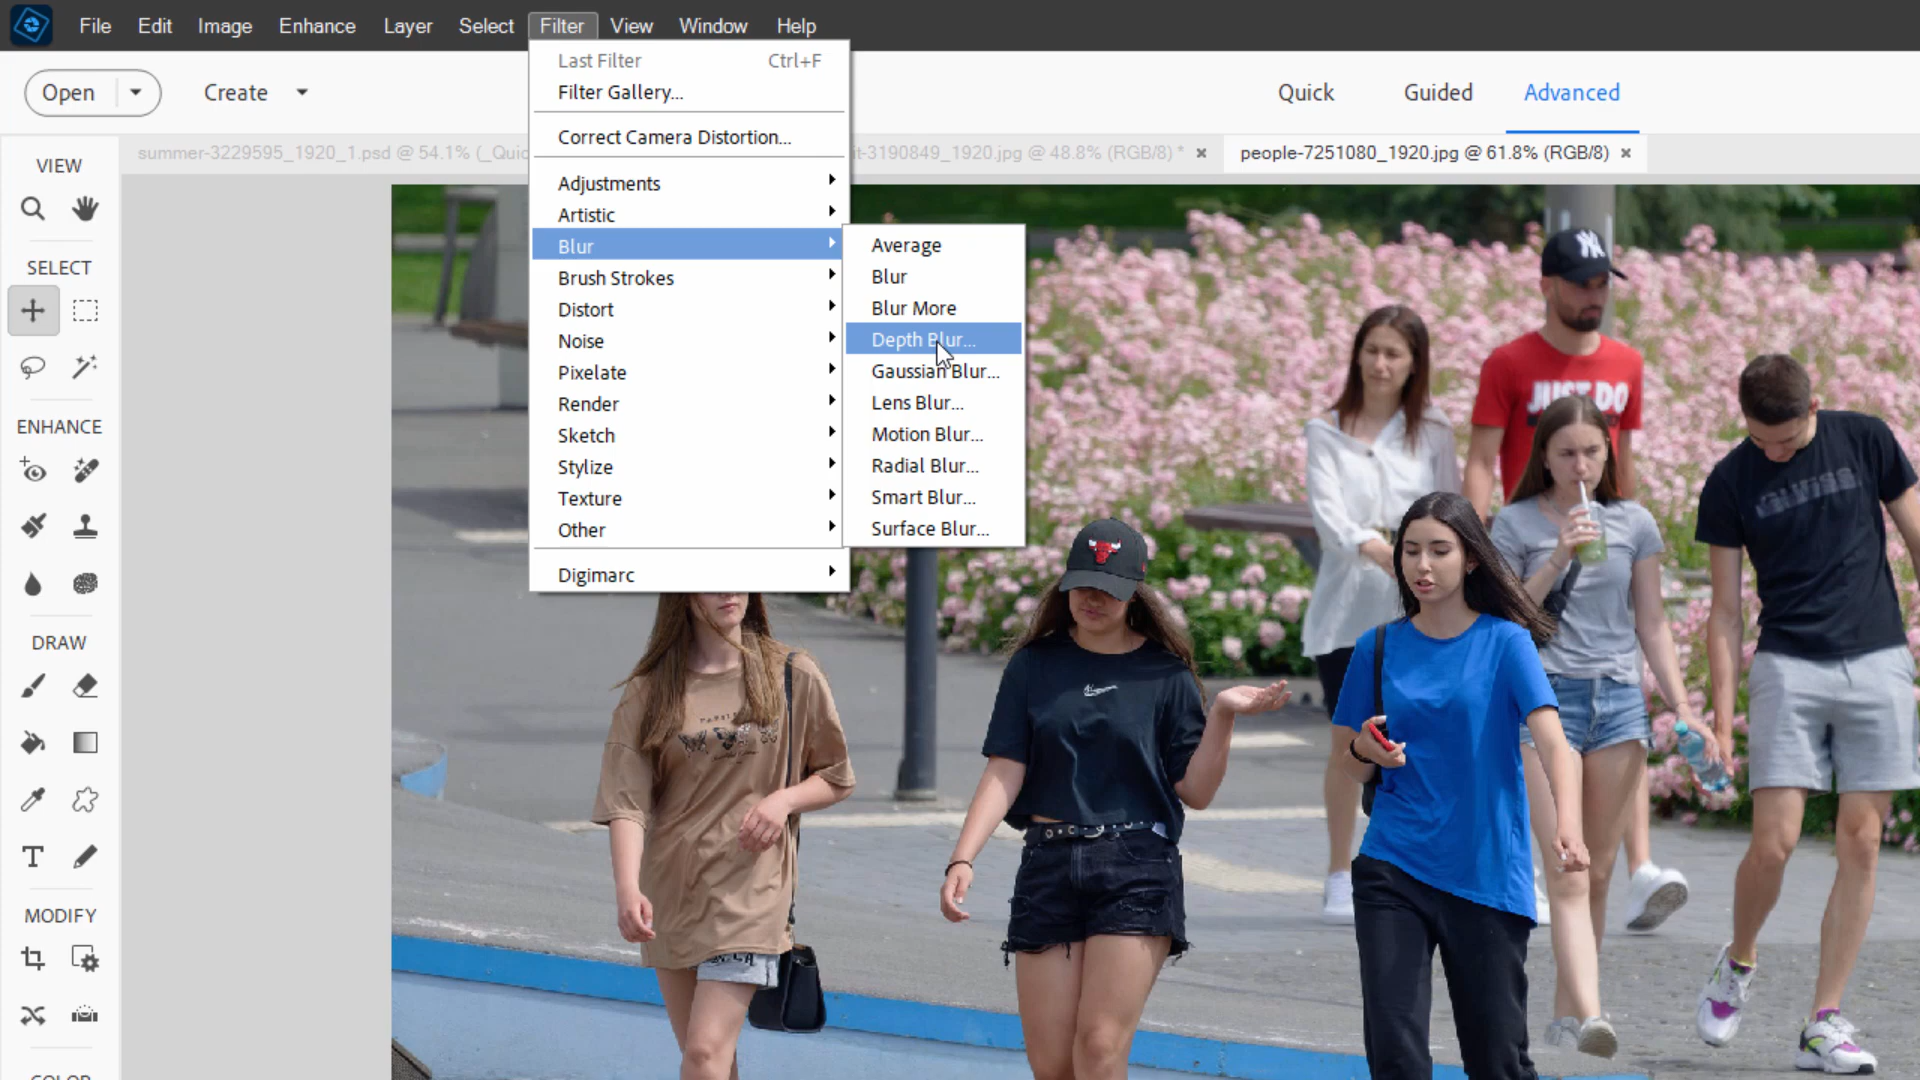 File Edit Image Enhance Layer Select Filter View Window Help
Open Create Quick Guided Advanced
summer-3229595_1920_1.psd @ 54.1% (_Quic
it-3190849_1920.jpg @ 48.8% (RGB/8) *
people-7251080_1920.jpg @ 61.8% (RGB/8)
VIEW
SELECT
ENHANCE
DRAW
T
MODIFY
COLOR
Last Filter Ctrl+F
Filter Gallery...
Correct Camera Distortion...
Adjustments
Artistic
Blur
Brush Strokes
Distort
Noise
Pixelate
Render
Sketch
Stylize
Texture
Other
Digimarc
Average
Blur
Blur More
Depth Blur...
Gaussian Blur...
Lens Blur...
Motion Blur...
Radial Blur...
Smart Blur...
Surface Blur...
NY
JUST DO